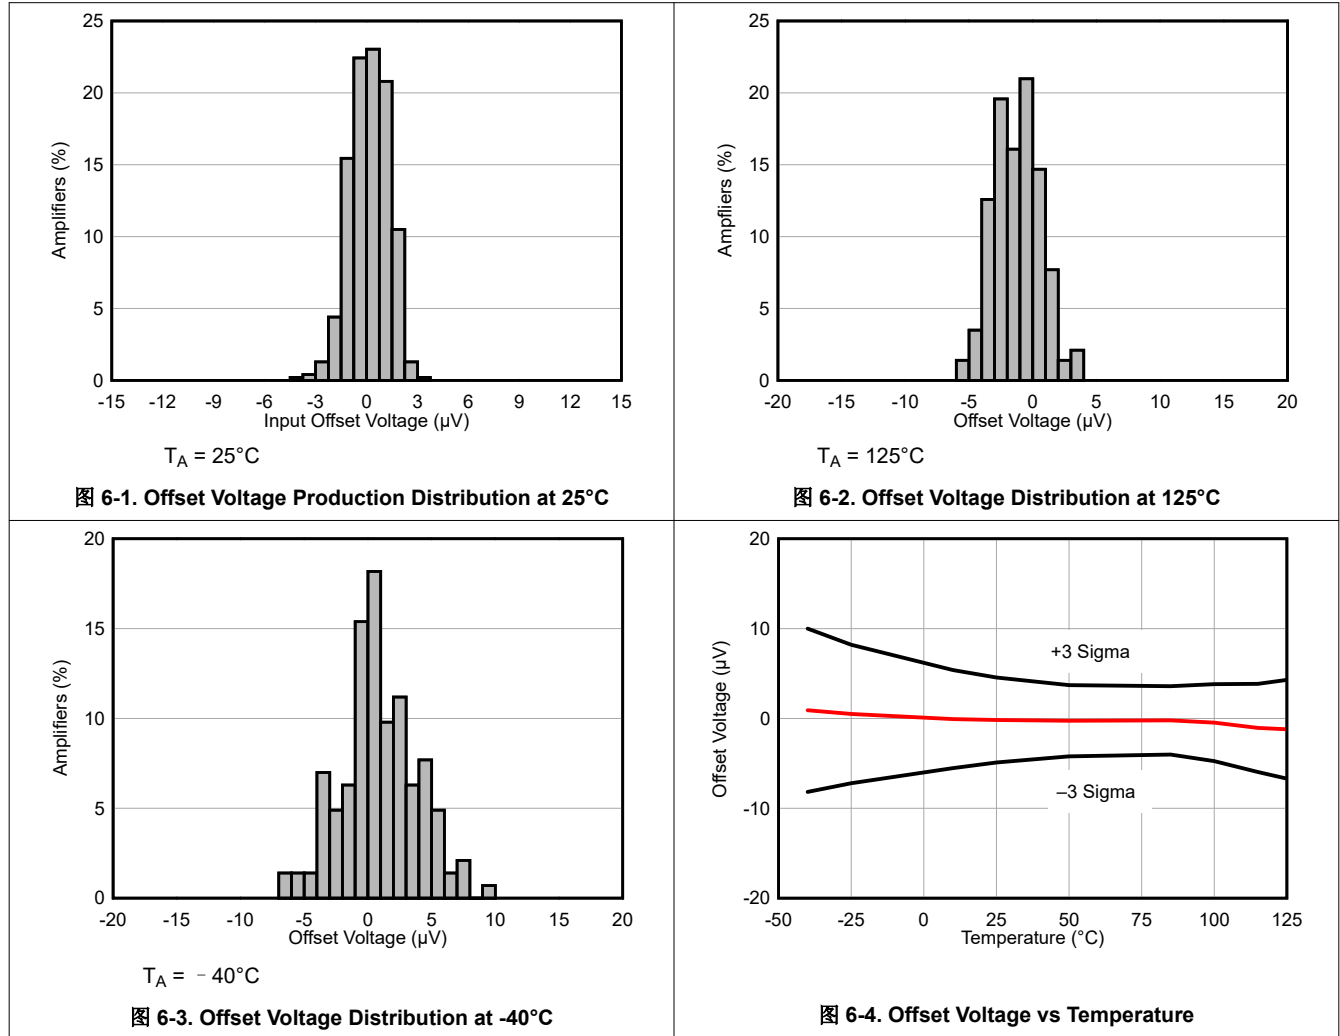 25
20
15
10
5
0
Amplifiers (%)
-15 -12 -9 -6 -3 0 3 6 9 12 15
Input Offset Voltage (µV)
TA = 25°C
图 6-1. Offset Voltage Production Distribution at 25°C
25
20
15
10
5
0
Ampfliers (%)
-20 -15 -10 -5 0 5 10 15 20
Offset Voltage (µV)
TA = 125°C
图 6-2. Offset Voltage Distribution at 125°C
20
15
10
5
0
Amplifiers (%)
-20 -15 -10 -5 0 5 10 15 20
Offset Voltage (µV)
TA = －40°C
图 6-3. Offset Voltage Distribution at -40°C
20
10
0
-10
-20
Offset Voltage (µV)
+3 Sigma
–3 Sigma
-50 -25 0 25 50 75 100 125
Temperature (°C)
图 6-4. Offset Voltage vs Temperature